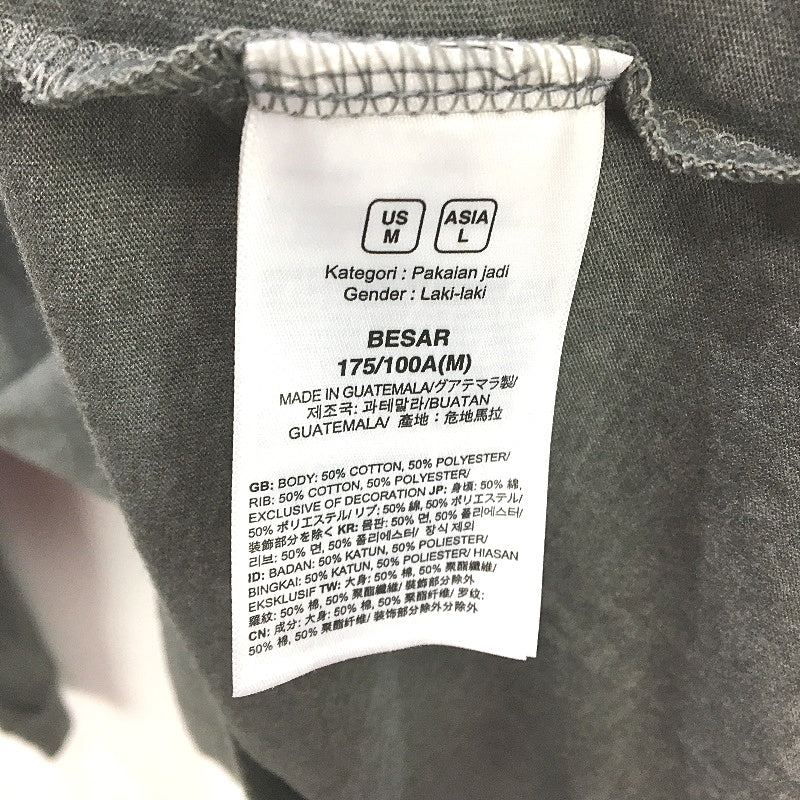 US
M
ASIA
L
Kategori : Pakaian jadi
Gender : Laki-laki
BESAR
175/100A(M)
MADE IN GUATEMALA/グアテマラ製/
제조국: 과테말라/BUATAN
GUATEMALA/ 產地：危地馬拉
GB: BODY: 50% COTTON, 50% POLYESTER/
RIB: 50% COTTON, 50% POLYESTER/
EXCLUSIVE OF DECORATION JP: 身頃: 50% 綿,
50% ポリエステル/ リブ: 50% 綿, 50% ポリエステル/
装飾部分を除く KR: 몸판: 50% 면, 50% 폴리에스터/
리브: 50% 면, 50% 폴리에스터/ 장식 제외
ID: BADAN: 50% KATUN, 50% POLIESTER/
BINGKAI: 50% KATUN, 50% POLIESTER/ HIASAN
EKSKLUSIF TW: 大身: 50% 棉, 50% 聚酯纖維/
羅紋: 50% 棉, 50% 聚酯纖維/ 裝飾部分除外
CN: 成分: 大身: 50% 棉, 50% 聚酯纤维/ 罗纹:
50% 棉, 50% 聚酯纤维/ 装饰部分除外分除外